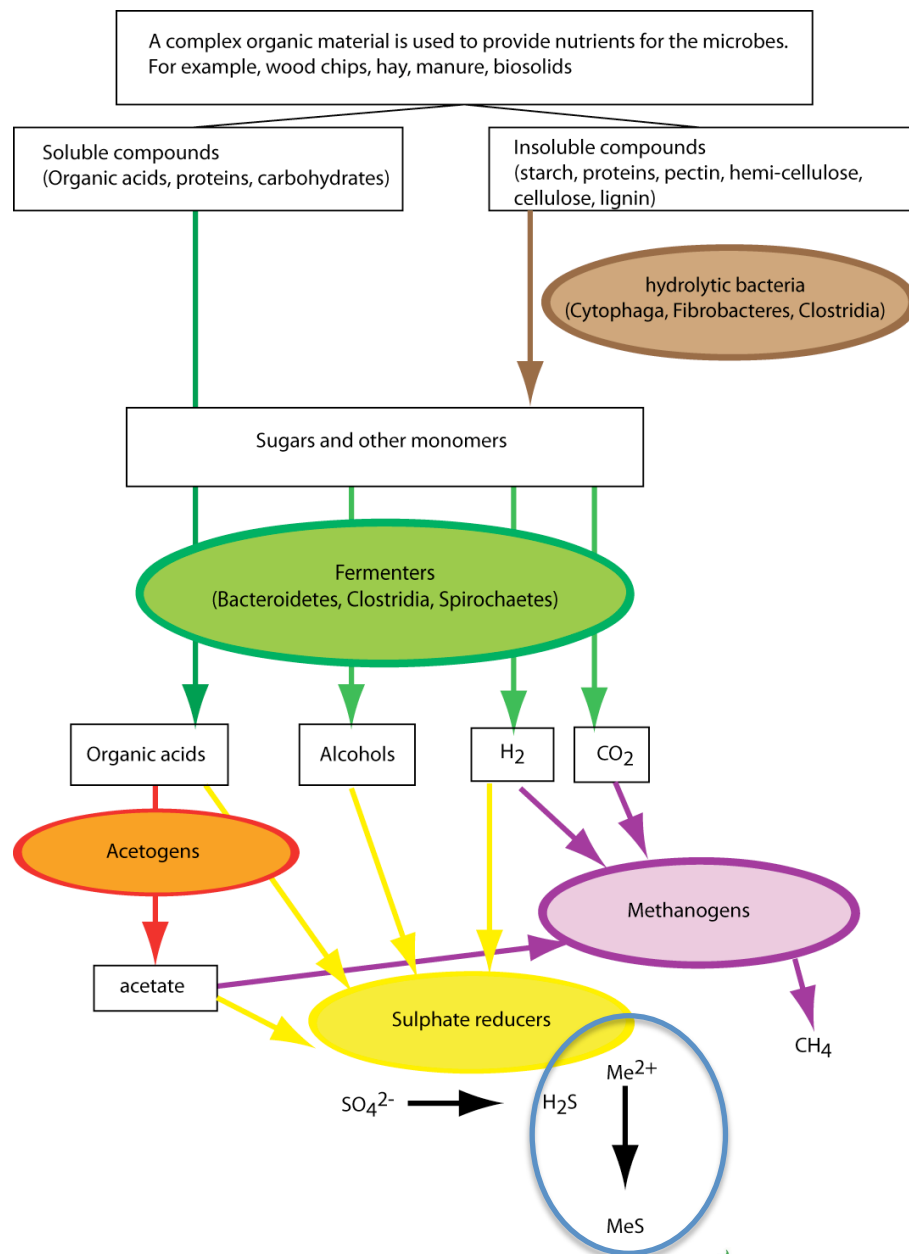 A complex organic material is used to provide nutrients for the microbes.
For example, wood chips, hay, manure, biosolids
Soluble compounds
(Organic acids, proteins, carbohydrates)
Insoluble compounds
(starch, proteins, pectin, hemi-cellulose,
cellulose, lignin)
hydrolytic bacteria
(Cytophaga, Fibrobacteres, Clostridia)
Sugars and other monomers
Fermenters
(Bacteroidetes, Clostridia, Spirochaetes)
Organic acids
Alcohols
H2
CO2
Acetogens
Methanogens
acetate
Sulphate reducers
CH4
SO4 2-
H2S
Me2+
MeS